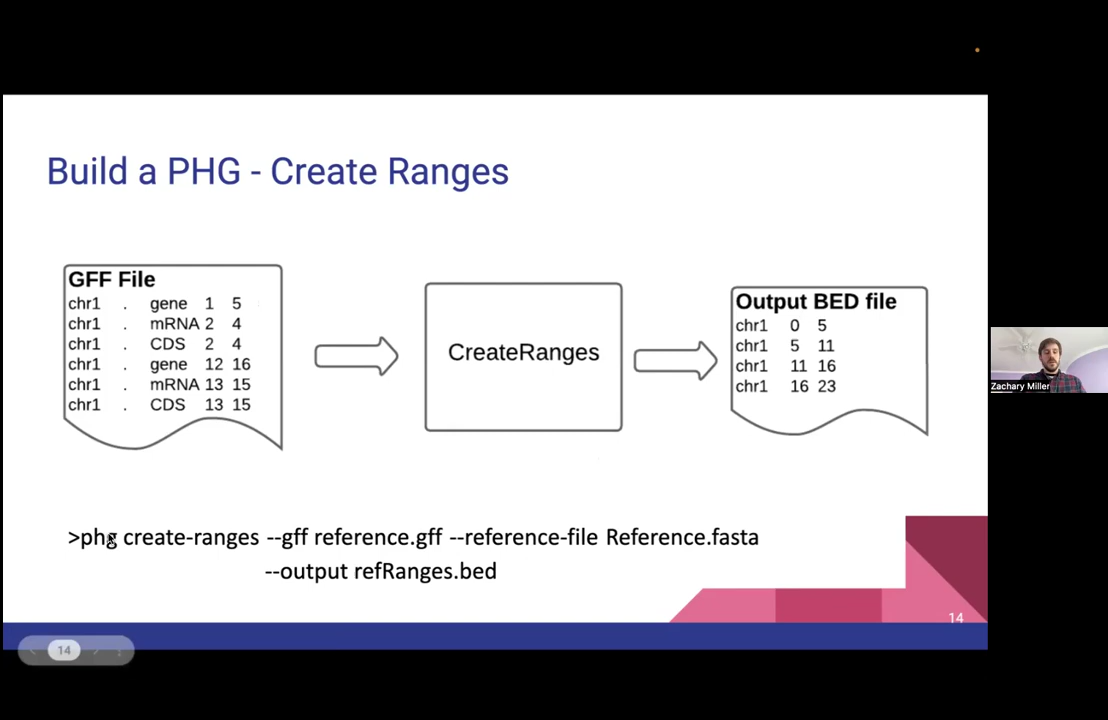 Build a PHG - Create Ranges
GFF File
chr1 . gene 1 5
chr1 . mRNA 2 4
chr1 . CDS 2 4
chr1 . gene 12 16
chr1 . mRNA 13 15
chr1 . CDS 13 15
CreateRanges
Output BED file
chr1 0 5
chr1 5 11
chr1 11 16
chr1 16 23
Zachary Miller
>phg create-ranges --gff reference.gff --reference-file Reference.fasta
--output refRanges.bed
14
14